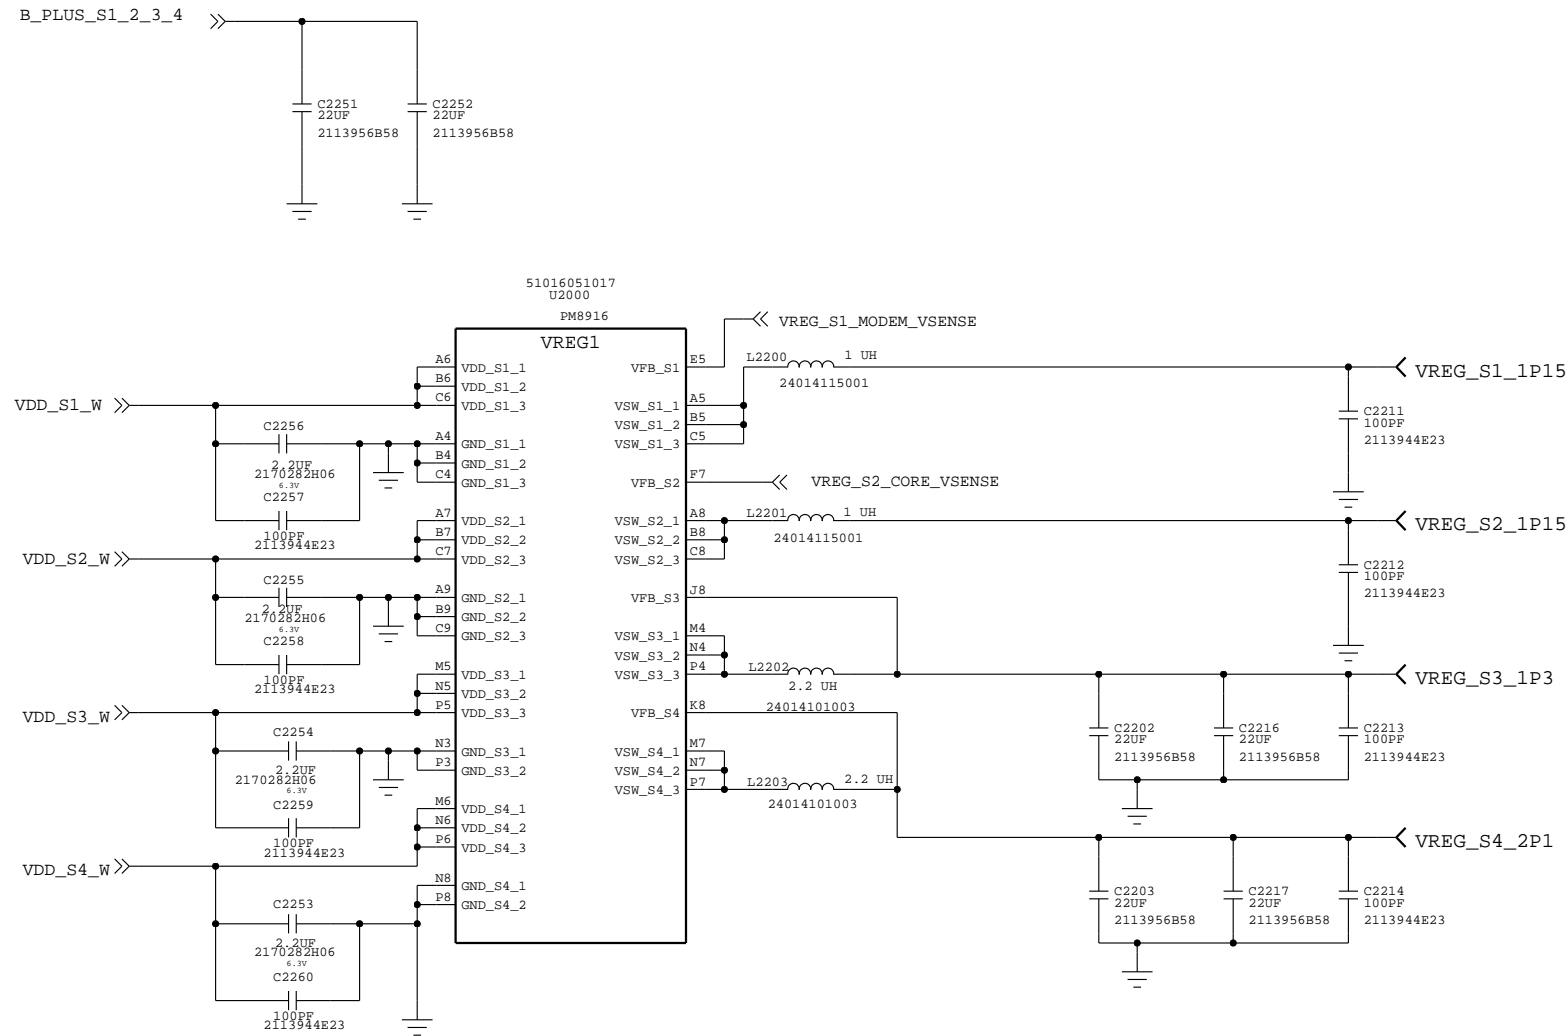 B_PLUS_S1_2_3_4
C2251
22UF
2113956B58
C2252
22UF
2113956B58
51016051017
U2000
PM8916
VREG1
VDD_S1_W
VDD_S2_W
VDD_S3_W
VDD_S4_W
C2256
2.2UF
2170282H06
6.3V
C2257
100PF
2113944E23
C2255
2.2UF
2170282H06
6.3V
C2258
100PF
2113944E23
C2254
2.2UF
2170282H06
6.3V
C2259
100PF
2113944E23
C2253
2.2UF
2170282H06
6.3V
C2260
100PF
2113944E23
A6 VDD_S1_1
B6 VDD_S1_2
C6 VDD_S1_3
A4 GND_S1_1
B4 GND_S1_2
C4 GND_S1_3
A7 VDD_S2_1
B7 VDD_S2_2
C7 VDD_S2_3
A9 GND_S2_1
B9 GND_S2_2
C9 GND_S2_3
M5 VDD_S3_1
N5 VDD_S3_2
P5 VDD_S3_3
N3 GND_S3_1
P3 GND_S3_2
M6 VDD_S4_1
N6 VDD_S4_2
P6 VDD_S4_3
N8 GND_S4_1
P8 GND_S4_2
VFB_S1 E5
VSW_S1_1 A5
VSW_S1_2 B5
VSW_S1_3 C5
VFB_S2 F7
VSW_S2_1 A8
VSW_S2_2 B8
VSW_S2_3 C8
VFB_S3 J8
VSW_S3_1 M4
VSW_S3_2 N4
VSW_S3_3 P4
VFB_S4 K8
VSW_S4_1 M7
VSW_S4_2 N7
VSW_S4_3 P7
VREG_S1_MODEM_VSENSE
L2200 1 UH
24014115001
VREG_S2_CORE_VSENSE
L2201 1 UH
24014115001
L2202
2.2 UH
24014101003
L2203 2.2 UH
24014101003
VREG_S1_1P15
C2211
100PF
2113944E23
VREG_S2_1P15
C2212
100PF
2113944E23
VREG_S3_1P3
C2202
22UF
2113956B58
C2216
22UF
2113956B58
C2213
100PF
2113944E23
VREG_S4_2P1
C2203
22UF
2113956B58
C2217
22UF
2113956B58
C2214
100PF
2113944E23